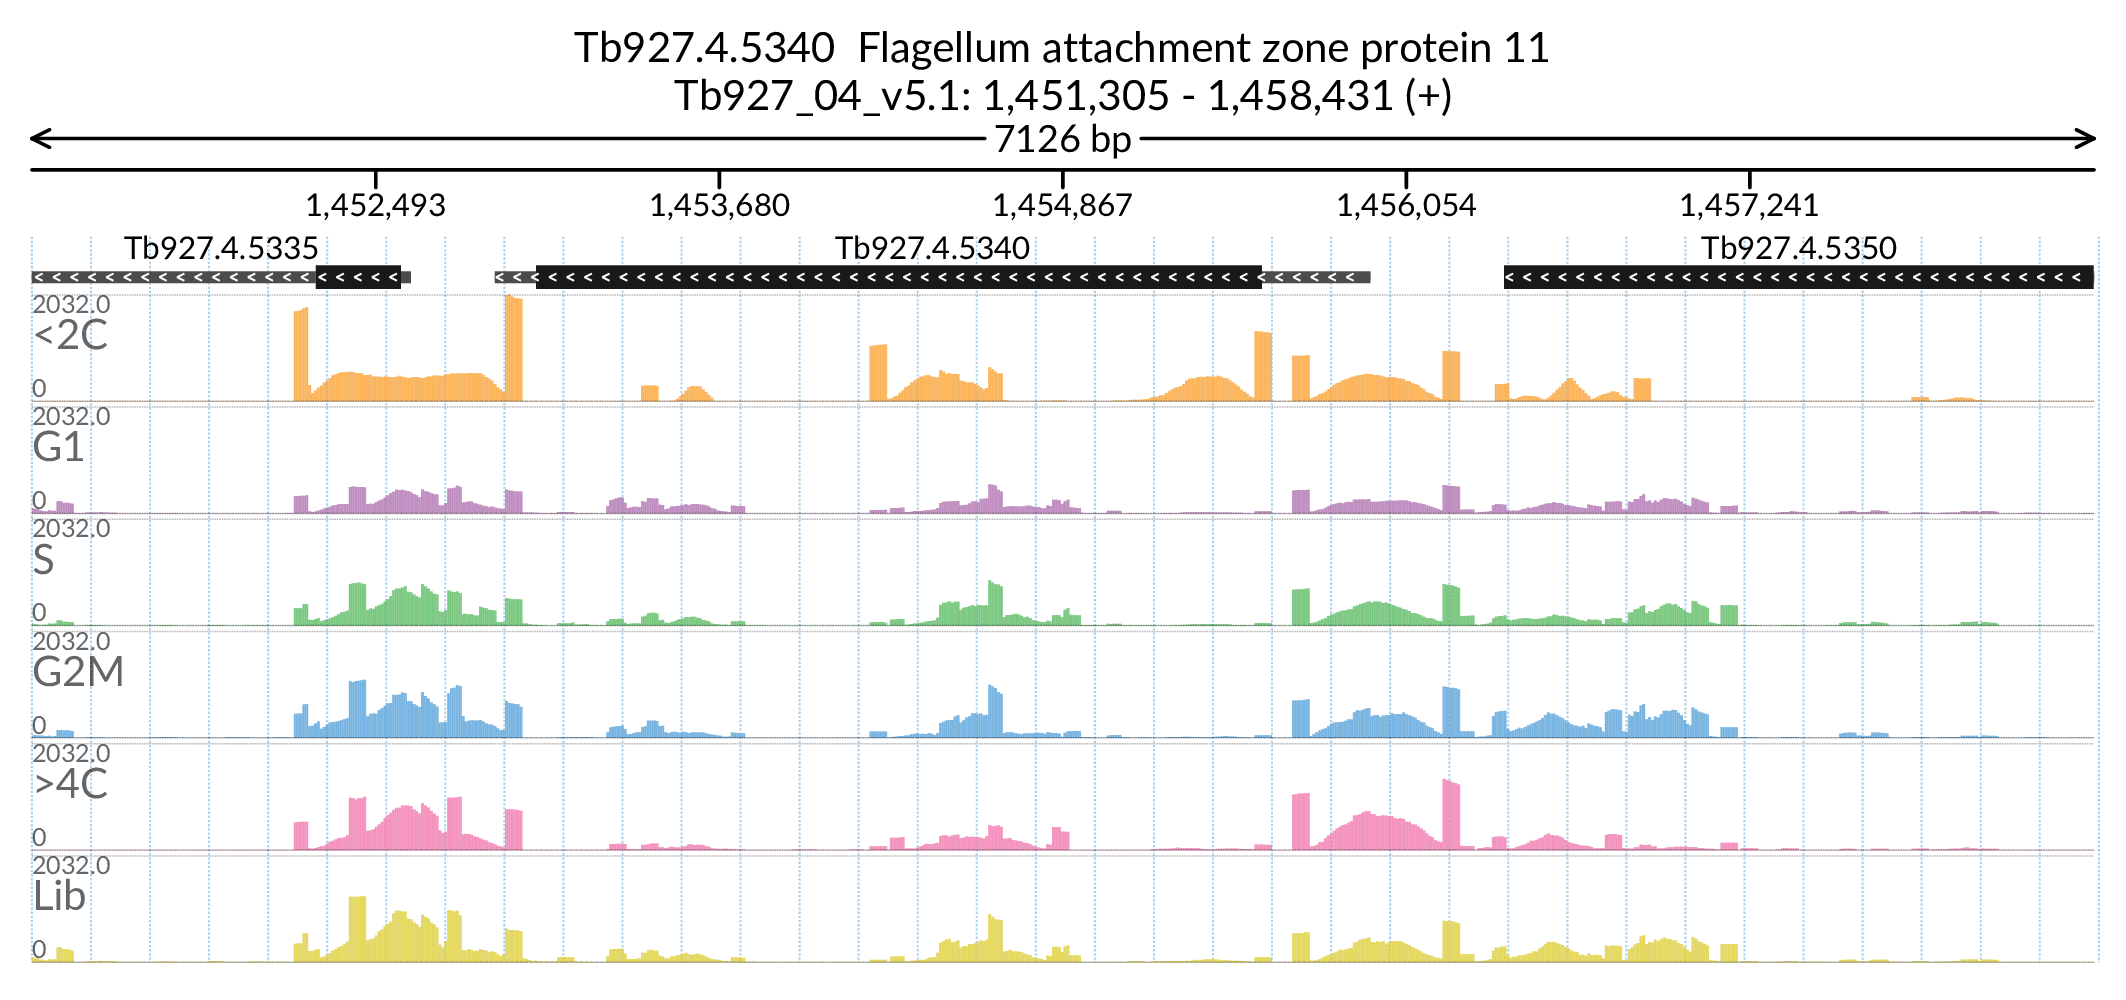 Tb927.4.5340 Flagellum attachment zone protein 11
Tb927_04_v5.1: 1,451,305 - 1,458,431 (+)
7126 bp
1,452,493 1,453,680 1,454,867 1,456,054 1,457,241
Tb927.4.5335 Tb927.4.5340 Tb927.4.5350
2032.0
<2C
0
2032.0
G1
0
2032.0
S
0
2032.0
G2M
0
2032.0
>4C
0
2032.0
Lib
0